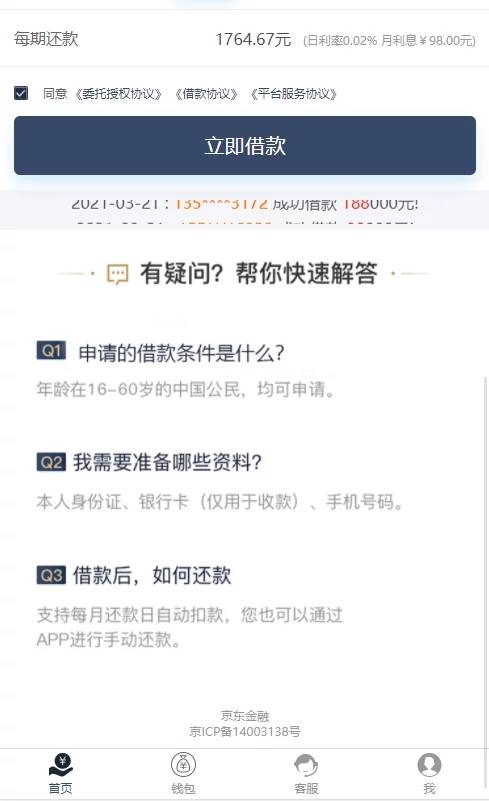 每期还款 1764.67元 (日利率0.02% 月利息￥98.00元)
同意《委托授权协议》《借款协议》《平台服务协议》
立即借款
2021-03-21：135****3172 成功借款 188000元!
有疑问？帮你快速解答
Q1 申请的借款条件是什么？
年龄在16-60岁的中国公民，均可申请。
Q2 我需要准备哪些资料？
本人身份证、银行卡（仅用于收款）、手机号码。
Q3 借款后，如何还款
支持每月还款日自动扣款，您也可以通过
APP进行手动还款。
京东金融
京ICP备14003138号
首页 钱包 客服 我